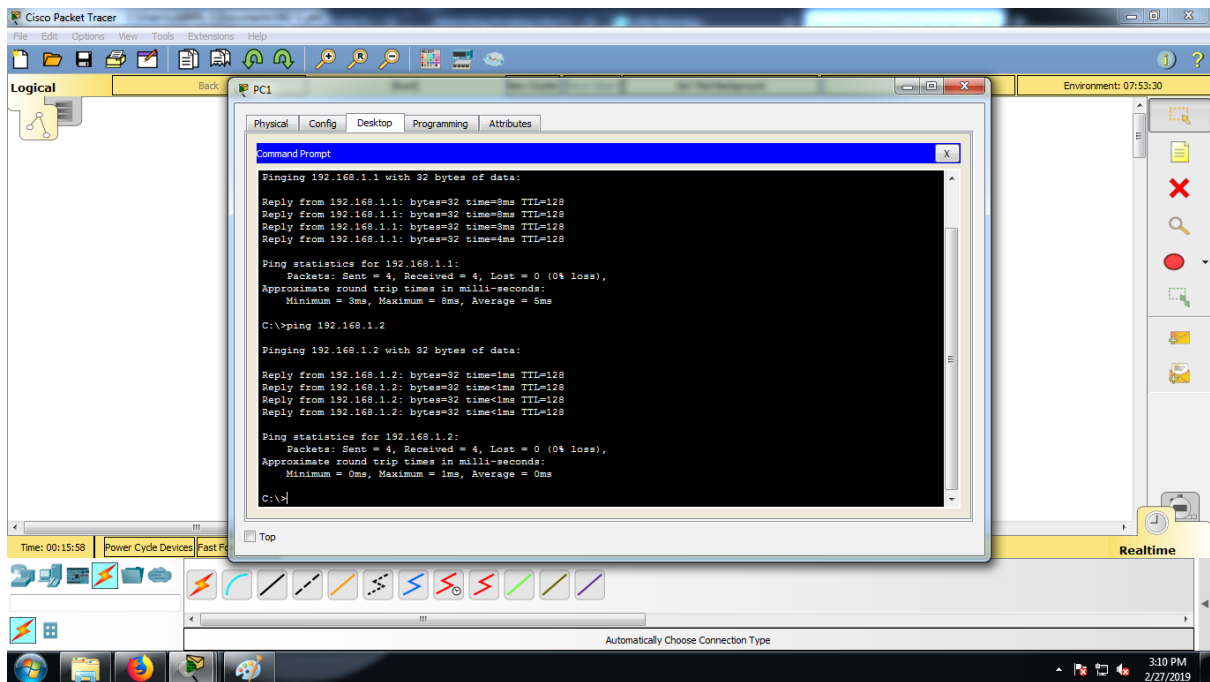 Cisco Packet Tracer
File Edit Options View Tools Extensions Help
Logical
Back
Environment: 07:53:30
PC1
Physical Config Desktop Programming Attributes
Command Prompt
X
Pinging 192.168.1.1 with 32 bytes of data:
Reply from 192.168.1.1: bytes=32 time=8ms TTL=128
Reply from 192.168.1.1: bytes=32 time=8ms TTL=128
Reply from 192.168.1.1: bytes=32 time=3ms TTL=128
Reply from 192.168.1.1: bytes=32 time=4ms TTL=128
Ping statistics for 192.168.1.1:
Packets: Sent = 4, Received = 4, Lost = 0 (0% loss),
Approximate round trip times in milli-seconds:
Minimum = 3ms, Maximum = 8ms, Average = 5ms
C:\>ping 192.168.1.2
Pinging 192.168.1.2 with 32 bytes of data:
Reply from 192.168.1.2: bytes=32 time=1ms TTL=128
Reply from 192.168.1.2: bytes=32 time<1ms TTL=128
Reply from 192.168.1.2: bytes=32 time<1ms TTL=128
Reply from 192.168.1.2: bytes=32 time<1ms TTL=128
Ping statistics for 192.168.1.2:
Packets: Sent = 4, Received = 4, Lost = 0 (0% loss),
Approximate round trip times in milli-seconds:
Minimum = 0ms, Maximum = 1ms, Average = 0ms
C:\>
Top
Time: 00:15:58 Power Cycle Devices Fast
Realtime
Automatically Choose Connection Type
3:10 PM
2/27/2019